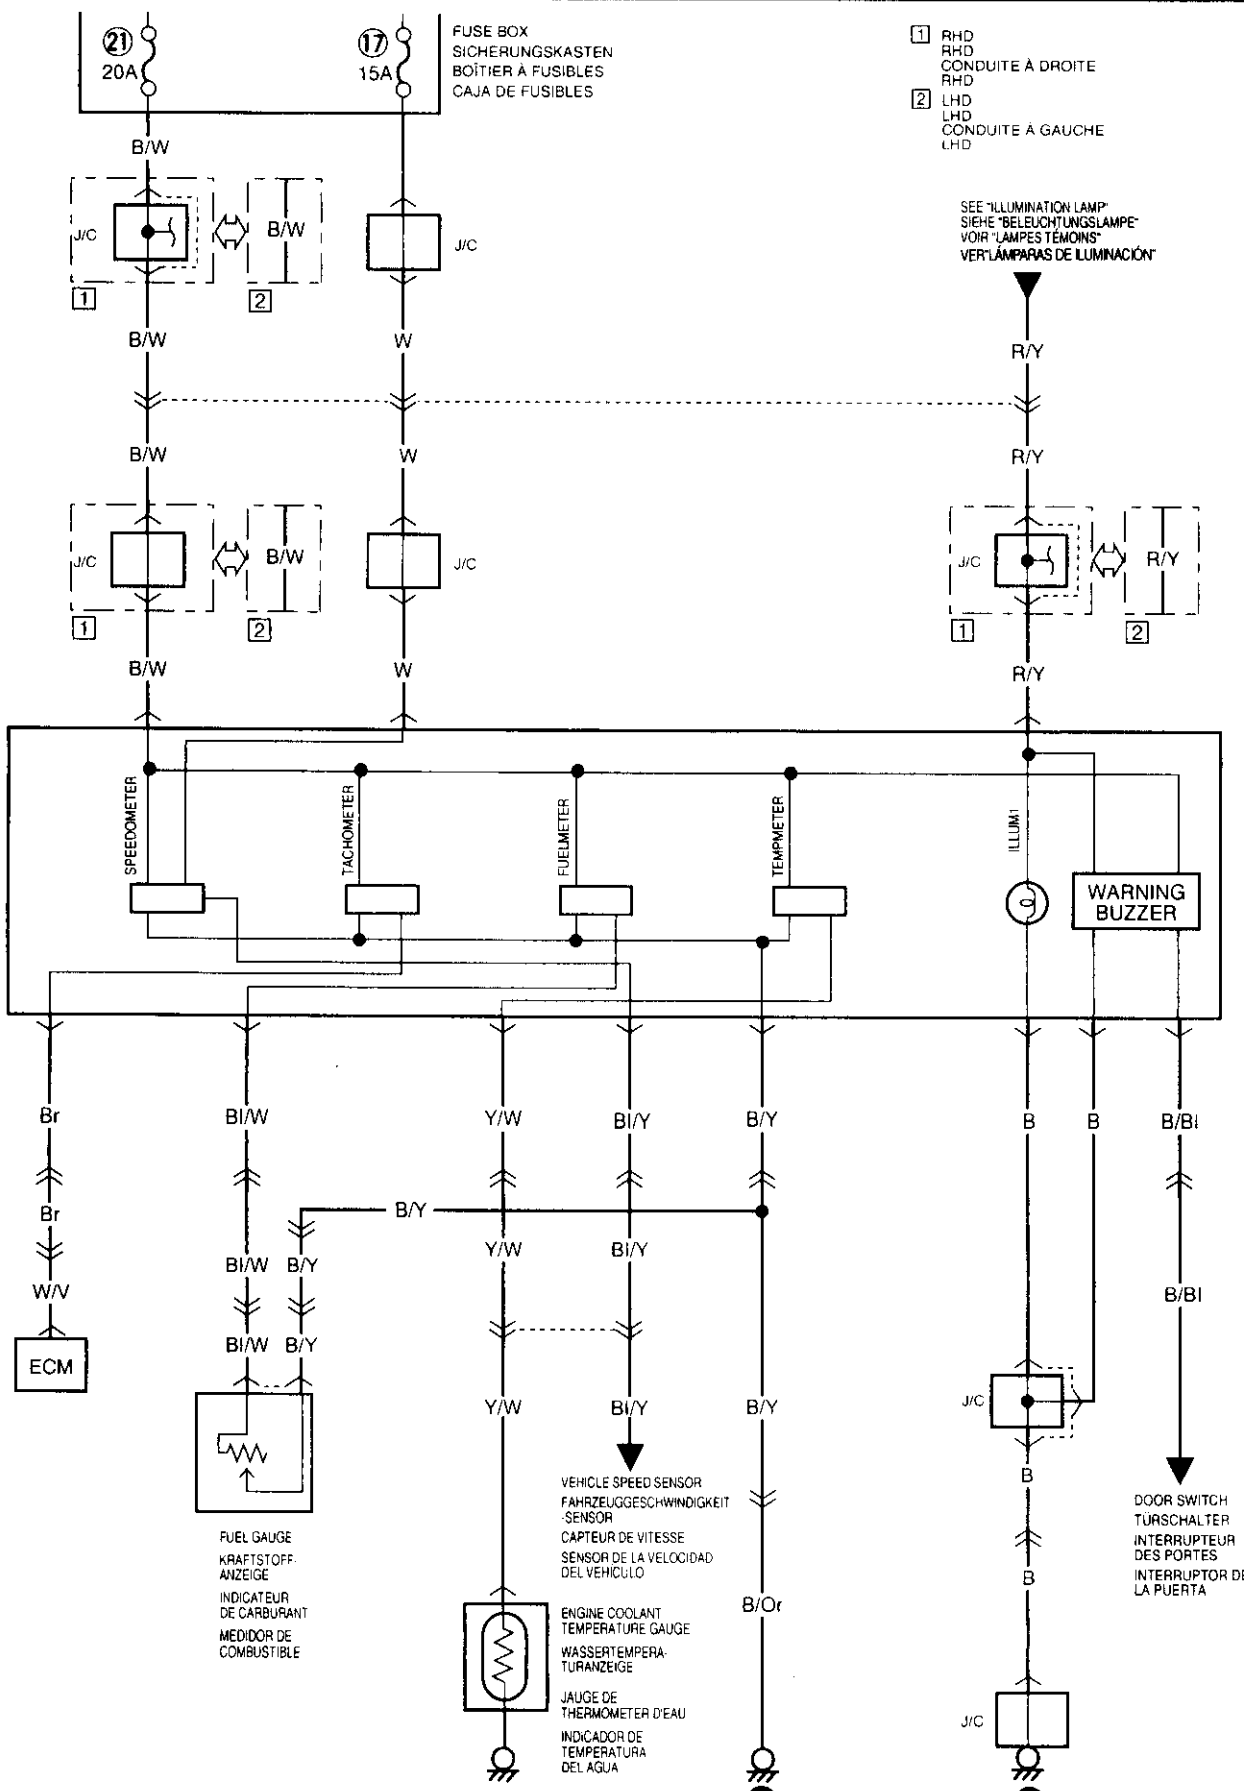 21
20A
17
15A
FUSE BOX
SICHERUNGSKASTEN
BOÎTIER À FUSIBLES
CAJA DE FUSIBLES
1 RHD
RHD
CONDUITE À DROITE
RHD
2 LHD
LHD
CONDUITE À GAUCHE
LHD
SEE "ILLUMINATION LAMP"
SIEHE "BELEUCHTUNGSLAMPE"
VOIR "LAMPES TÉMOINS"
VER"LÁMPARAS DE ILUMINACIÓN"
B/W
J/C
B/W
J/C
1
2
B/W
W
R/Y
B/W
W
R/Y
J/C
B/W
J/C
J/C
R/Y
1
2
1
2
B/W
W
R/Y
SPEEDOMETER
TACHOMETER
FUELMETER
TEMPMETER
ILLUM1
WARNING
BUZZER
Br
Bl/W
Y/W
Bl/Y
B/Y
B
B
B/Bl
Br
B/Y
Bl/W
B/Y
Y/W
Bl/Y
W/V
B/Bl
ECM
Bl/W
B/Y
Y/W
Bl/Y
B/Y
J/C
B
FUEL GAUGE
KRAFTSTOFF-
ANZEIGE
INDICATEUR
DE CARBURANT
MEDIDOR DE
COMBUSTIBLE
VEHICLE SPEED SENSOR
FAHRZEUGGESCHWINDIGKEIT
-SENSOR
CAPTEUR DE VITESSE
SENSOR DE LA VELOCIDAD
DEL VEHICULO
DOOR SWITCH
TÜRSCHALTER
INTERRUPTEUR
DES PORTES
INTERRUPTOR DE
LA PUERTA
B
B/Or
ENGINE COOLANT
TEMPERATURE GAUGE
WASSERTEMPERA-
TURANZEIGE
JAUGE DE
THERMOMETER D'EAU
INDICADOR DE
TEMPERATURA
DEL AGUA
J/C